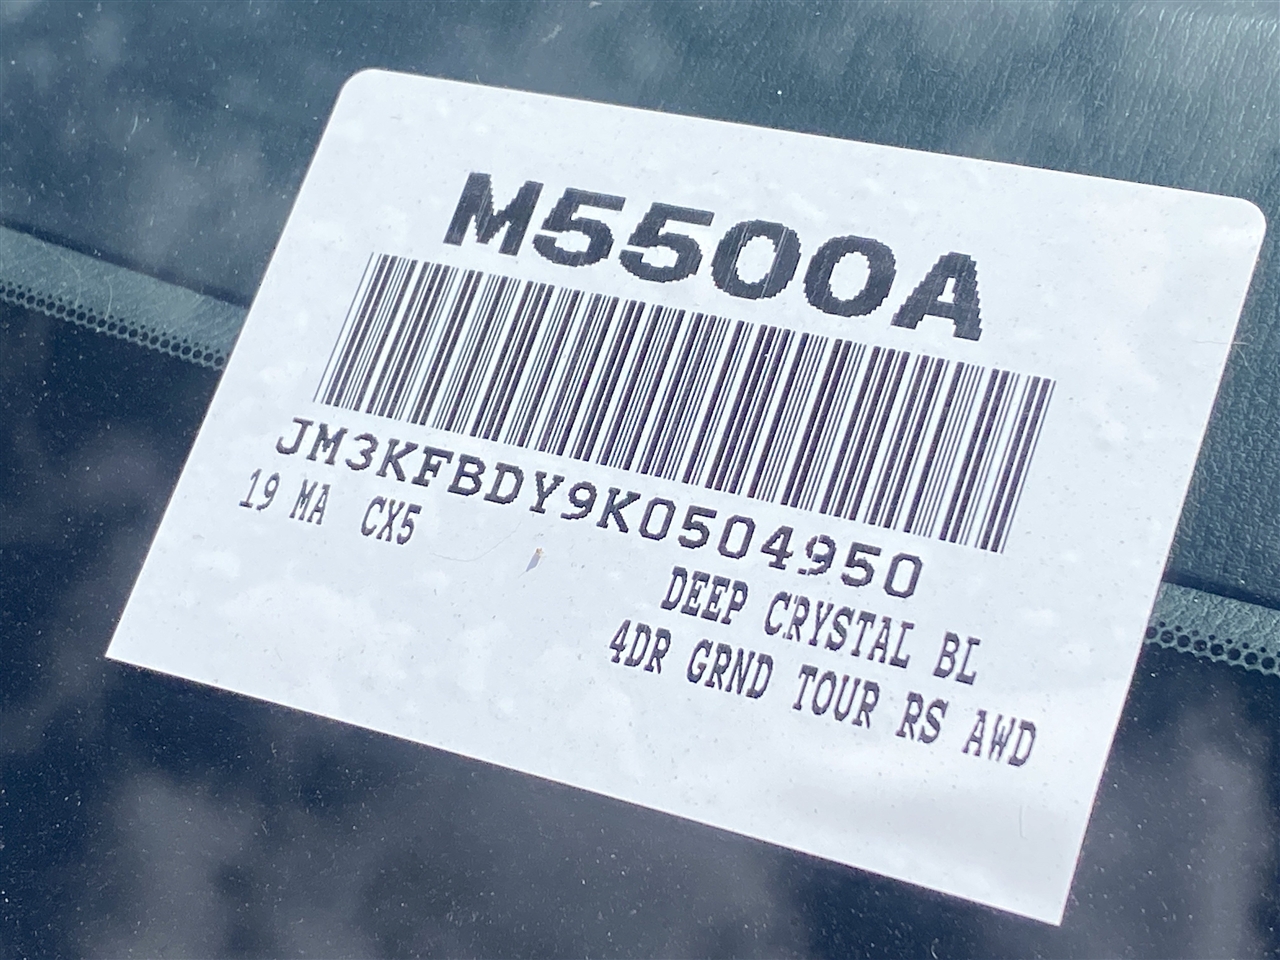 M5500A
JM3KFBDY9K0504950
19 MA CX5
DEEP CRYSTAL BL
4DR GRND TOUR RS AWD